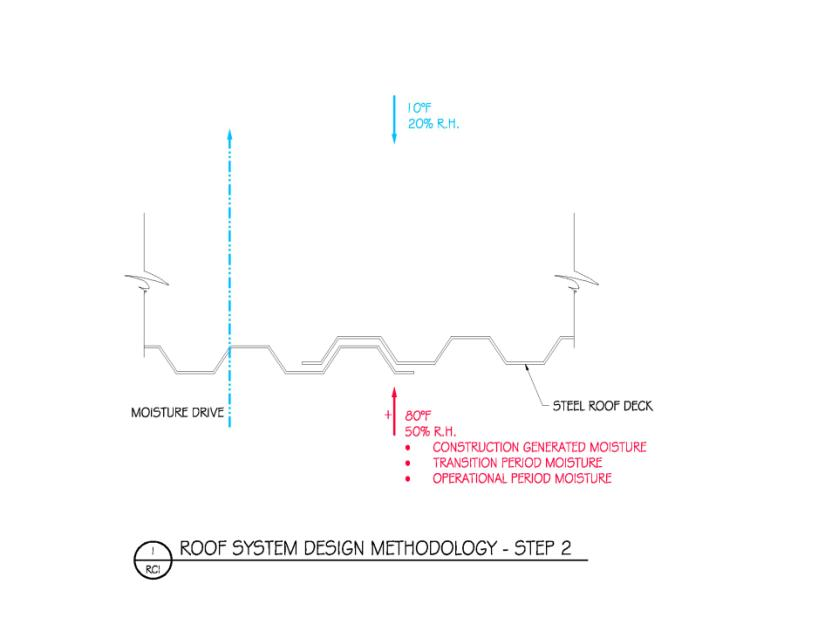 10°F
20% R.H.
MOISTURE DRIVE
STEEL ROOF DECK
+ 80°F
50% R.H.
• CONSTRUCTION GENERATED MOISTURE
• TRANSITION PERIOD MOISTURE
• OPERATIONAL PERIOD MOISTURE
1
RCI
ROOF SYSTEM DESIGN METHODOLOGY - STEP 2